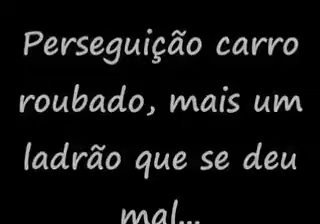 Perseguição carro
roubado, mais um
ladrão que se deu
mal...